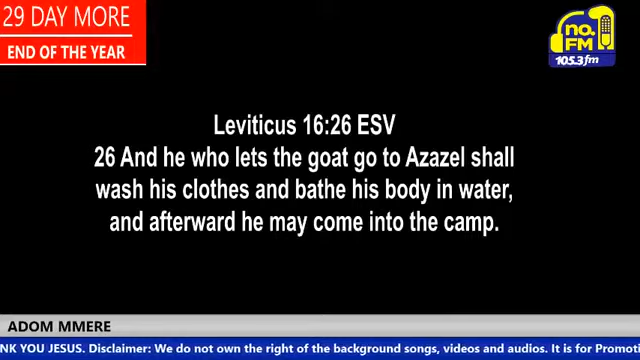 29 DAY MORE
END OF THE YEAR
no.
FM
105.3fm
Leviticus 16:26 ESV
26 And he who lets the goat go to Azazel shall
wash his clothes and bathe his body in water,
and afterward he may come into the camp.
ADOM MMERE
NK YOU JESUS. Disclaimer: We do not own the right of the background songs, videos and audios. It is for Promoti